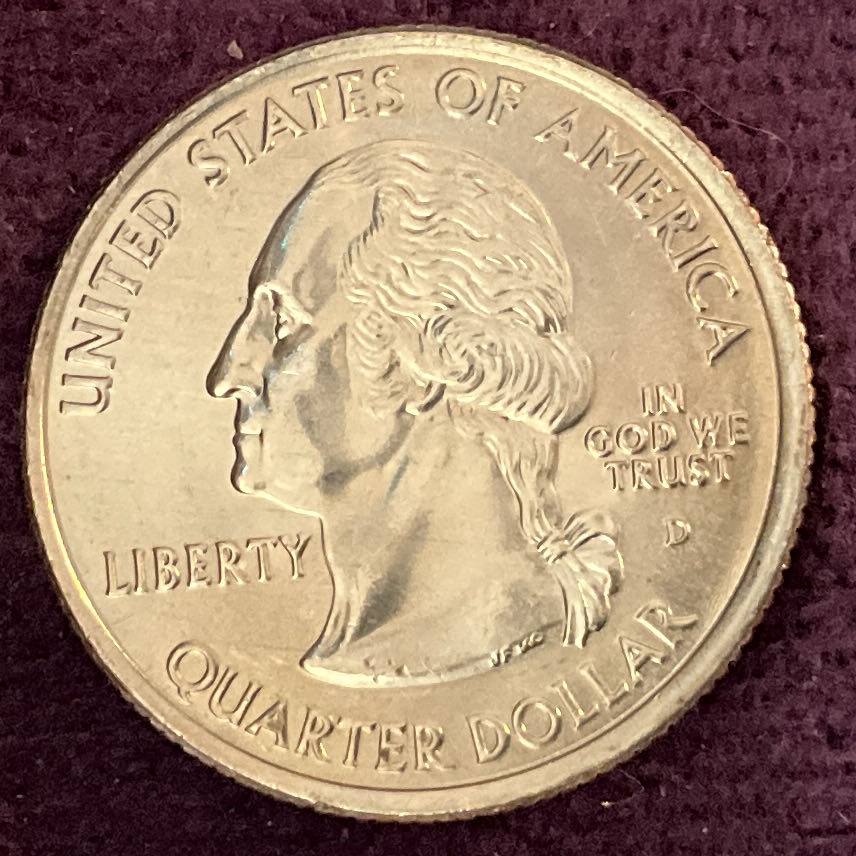 UNITED STATES OF AMERICA
IN
GOD WE
TRUST
D
LIBERTY
QUARTER DOLLAR